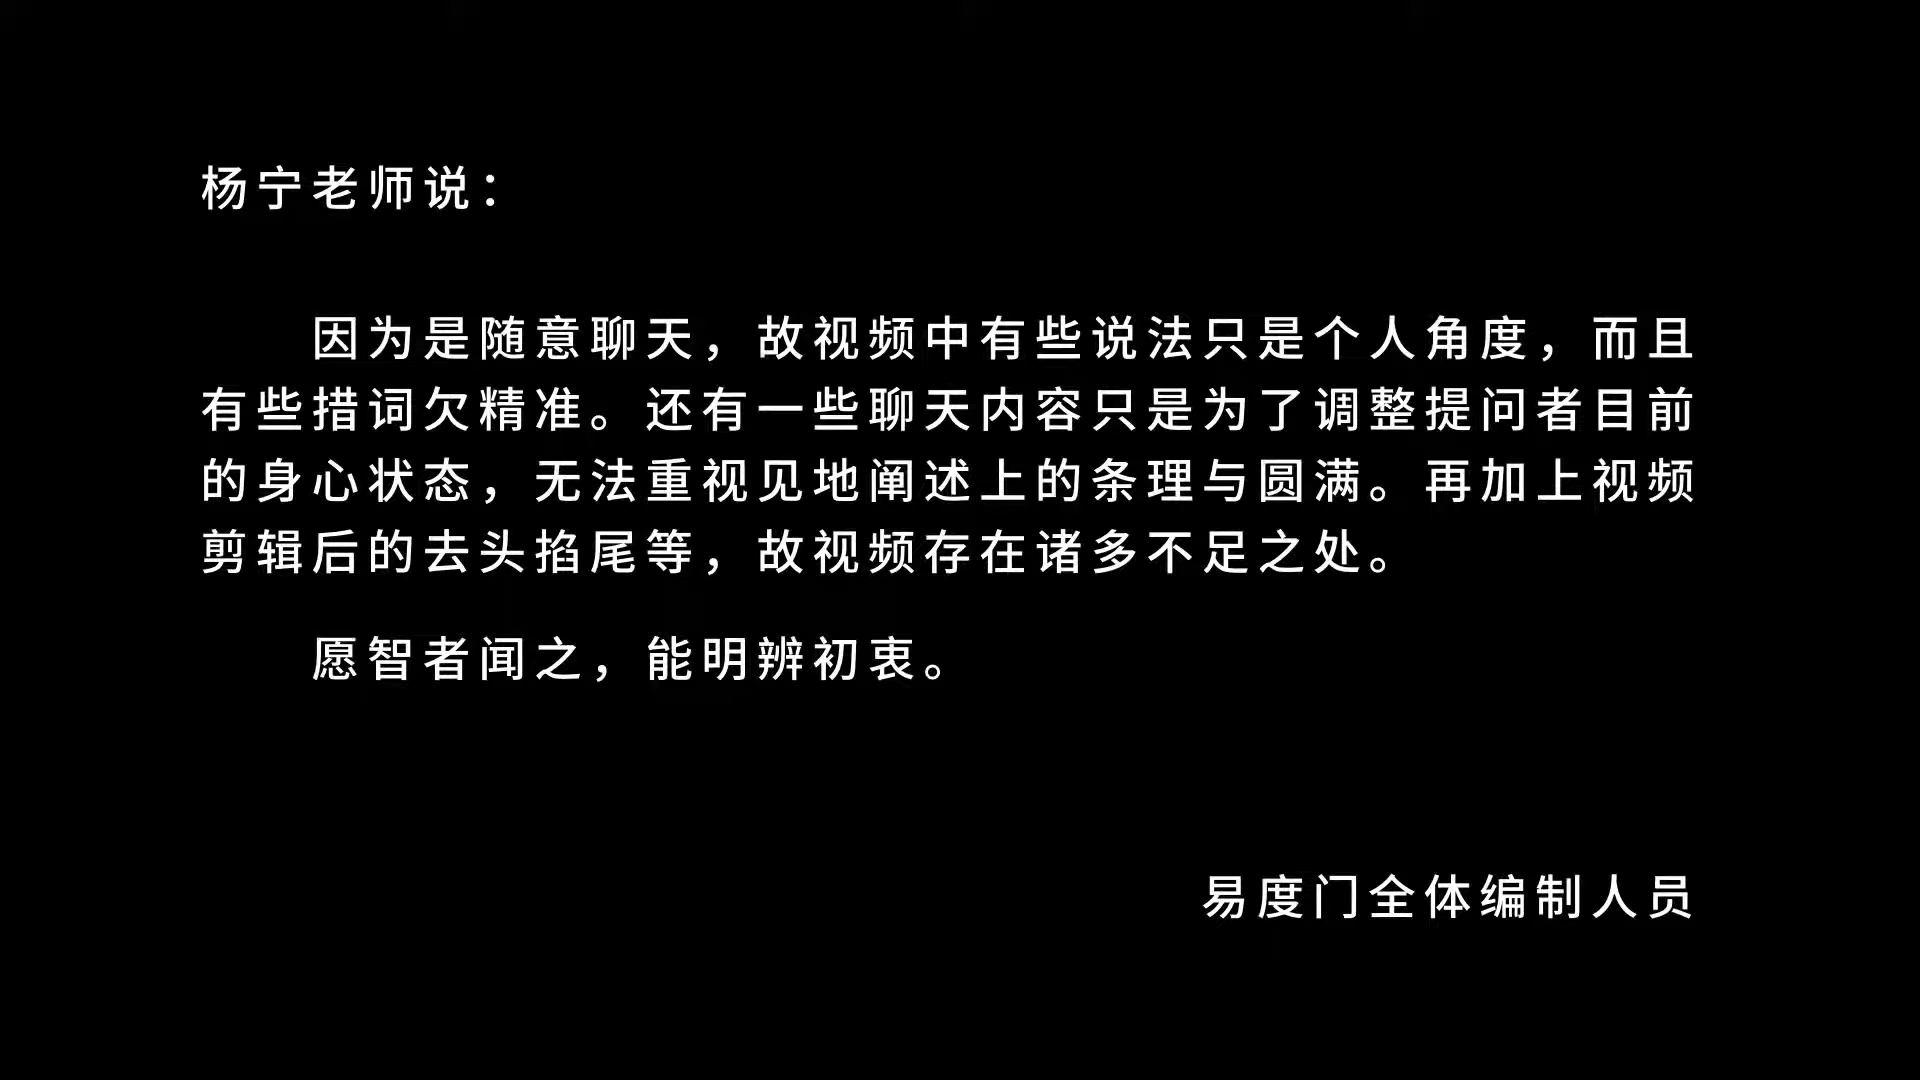 杨宁老师说：
因为是随意聊天，故视频中有些说法只是个人角度，而且
有些措词欠精准。还有一些聊天内容只是为了调整提问者目前
的身心状态，无法重视见地阐述上的条理与圆满。再加上视频
剪辑后的去头掐尾等，故视频存在诸多不足之处。
愿智者闻之，能明辨初衷。
易度门全体编制人员